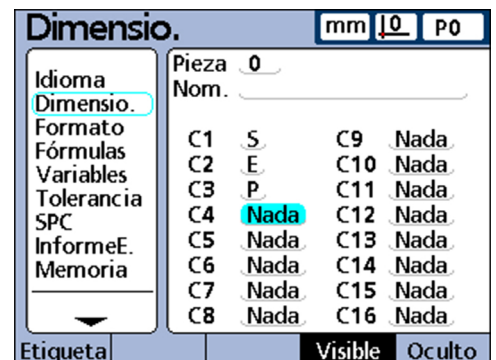 Dimensio. mm 0 P0
Idioma
Dimensio.
Formato
Fórmulas
Variables
Tolerancia
SPC
InformeE.
Memoria
Pieza 0
Nom.
C1 S C9 Nada
C2 E C10 Nada
C3 P C11 Nada
C4 Nada C12 Nada
C5 Nada C13 Nada
C6 Nada C14 Nada
C7 Nada C15 Nada
C8 Nada C16 Nada
Etiqueta Visible Oculto